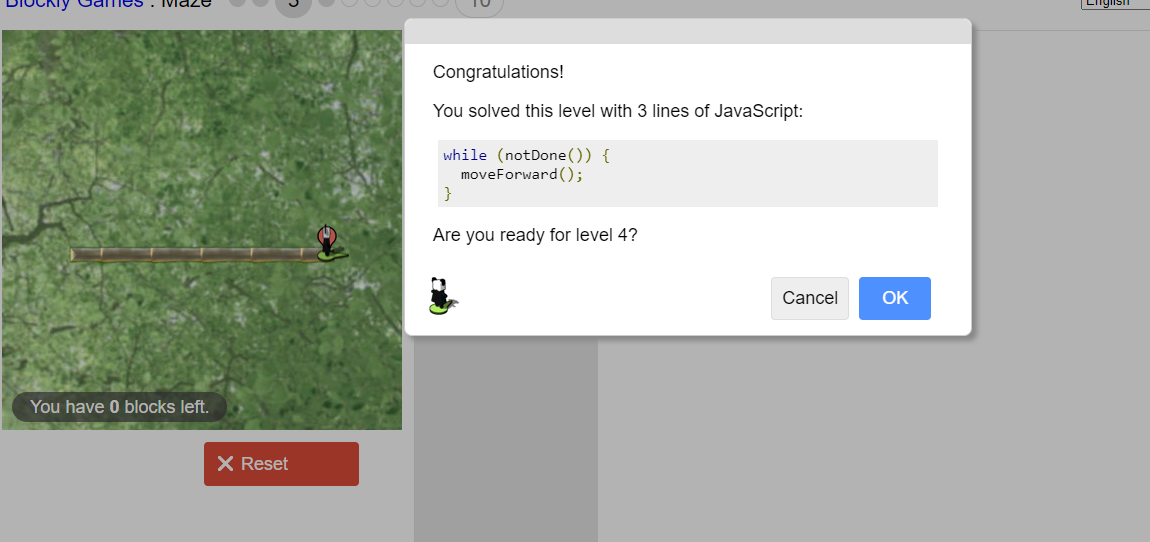 Blockly Games : Maze 3 10
English
Congratulations!
You solved this level with 3 lines of JavaScript:
while (notDone()) {
  moveForward();
}
Are you ready for level 4?
Cancel OK
You have 0 blocks left.
Reset